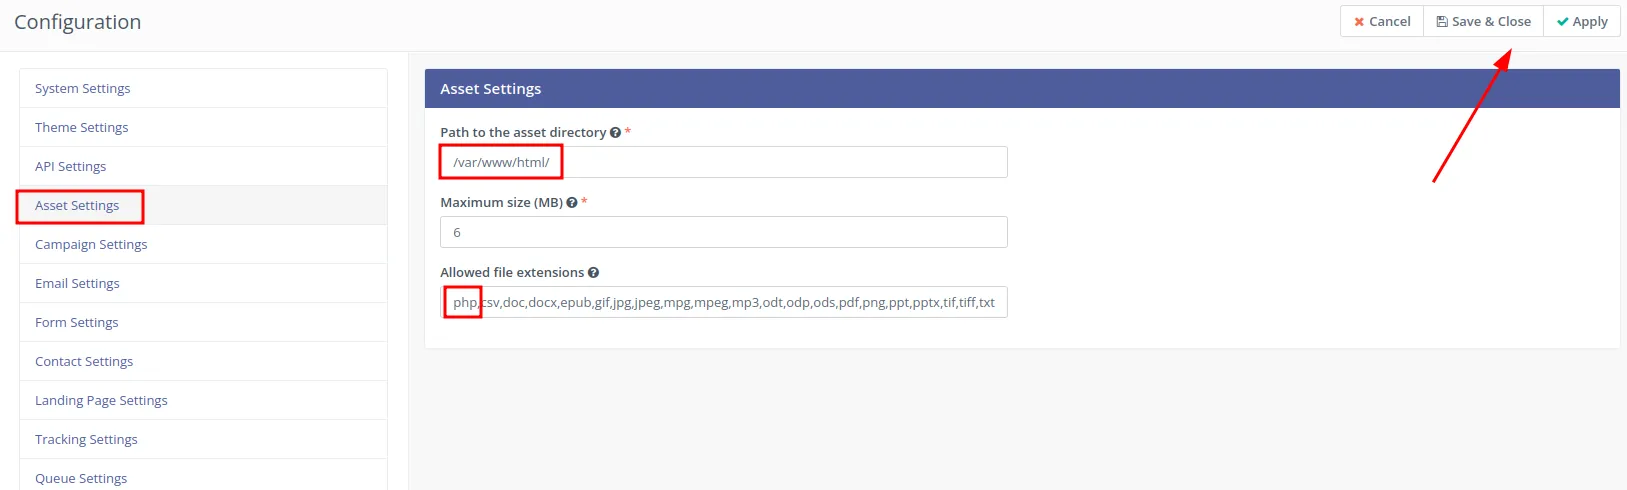 Configuration
Cancel Save & Close Apply
System Settings
Theme Settings
API Settings
Asset Settings
Campaign Settings
Email Settings
Form Settings
Contact Settings
Landing Page Settings
Tracking Settings
Queue Settings
Asset Settings
Path to the asset directory ? *
/var/www/html/
Maximum size (MB) ? *
6
Allowed file extensions ?
php,csv,doc,docx,epub,gif,jpg,jpeg,mpg,mpeg,mp3,odt,odp,ods,pdf,png,ppt,pptx,tif,tiff,txt